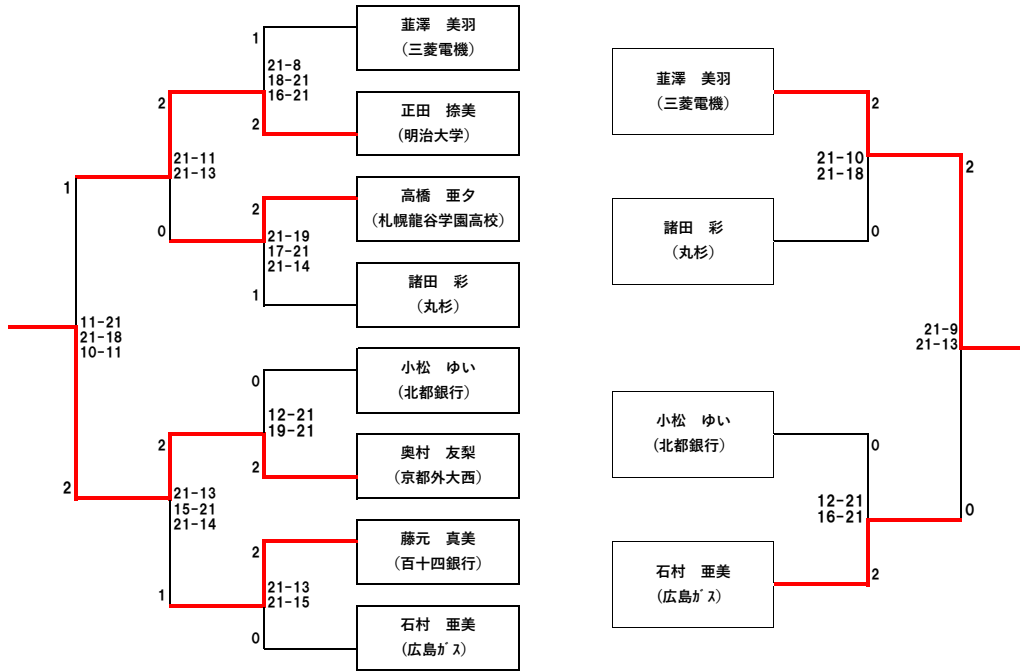 韮澤　美羽
（三菱電機）
1
21-8
18-21
16-21
2
正田　捺美
（明治大学）
2
21-11
21-13
0
高橋　亜夕
（札幌龍谷学園高校）
2
21-19
17-21
21-14
1
諸田　彩
（丸杉）
1
11-21
21-18
10-11
2
小松　ゆい
（北都銀行）
0
12-21
19-21
2
奥村　友梨
（京都外大西）
2
21-13
15-21
21-14
1
藤元　真美
（百十四銀行）
2
21-13
21-15
0
石村　亜美
（広島ｶﾞｽ）
韮澤　美羽
（三菱電機）
2
21-10
21-18
0
諸田　彩
（丸杉）
2
21-9
21-13
0
小松　ゆい
（北都銀行）
0
12-21
16-21
2
石村　亜美
（広島ｶﾞｽ）